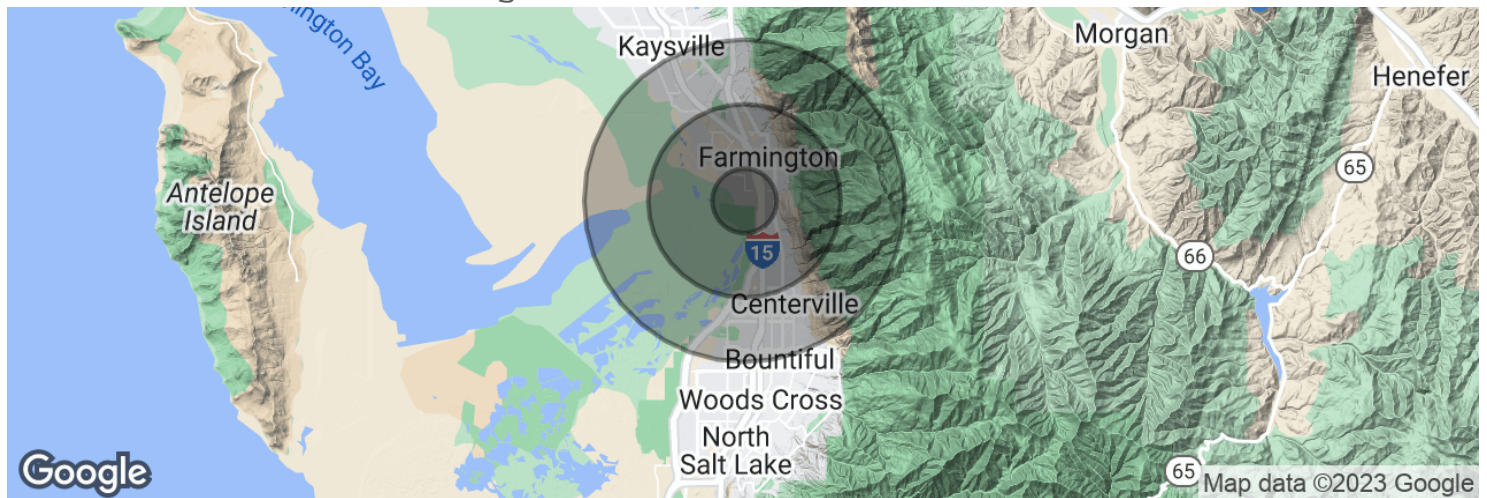 Kaysville
Morgan
Henefer
Bay
Farmington
65
Antelope
Island
15
66
Centerville
Bountiful
Woods Cross
North
Salt Lake
65
Google
Map data ©2023 Google